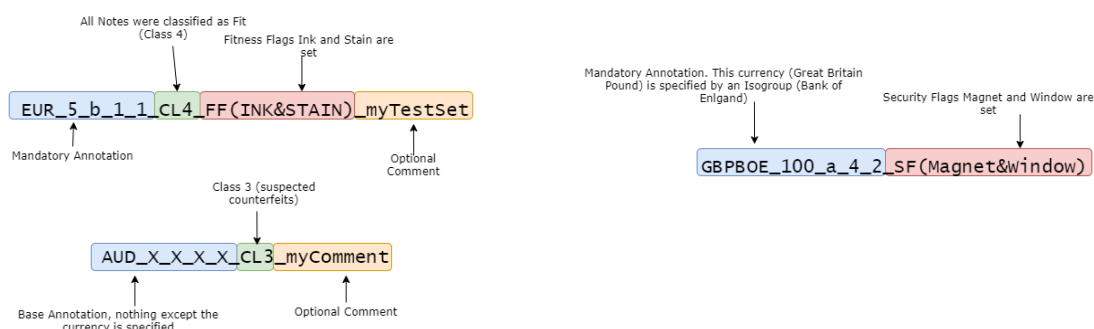 All Notes were classified as Fit
(Class 4)
Fitness Flags Ink and Stain are
set
EUR_5_b_1_1_CL4_FF(INK&STAIN)_myTestSet
Mandatory Annotation
Optional
Comment
Class 3 (suspected
counterfeits)
AUD_X_X_X_X_CL3_myComment
Base Annotation, nothing except the
currency is specified
Optional Comment
Mandatory Annotation. This currency (Great Britain
Pound) is specified by an Isogroup (Bank of
Enlgand)
Security Flags Magnet and Window are
set
GBPBOE_100_a_4_2_SF(Magnet&Window)